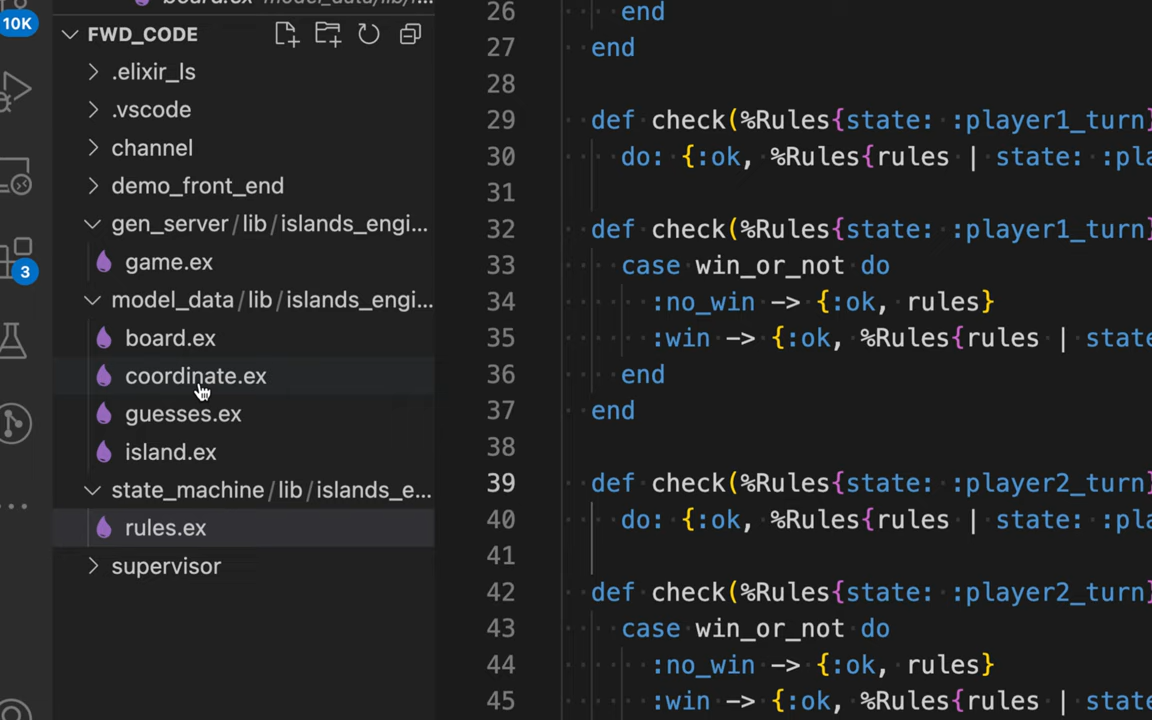 10K
board.ex model_data/lib/i...
FWD_CODE
.elixir_ls
.vscode
channel
demo_front_end
gen_server/lib/islands_engi...
game.ex
model_data/lib/islands_engi...
board.ex
coordinate.ex
guesses.ex
island.ex
state_machine/lib/islands_e...
rules.ex
supervisor
3
26 end
27 end
28
29 def check(%Rules{state: :player1_turn}
30 do: {:ok, %Rules{rules | state: :pla
31
32 def check(%Rules{state: :player1_turn}
33 case win_or_not do
34 :no_win -> {:ok, rules}
35 :win -> {:ok, %Rules{rules | state
36 end
37 end
38
39 def check(%Rules{state: :player2_turn}
40 do: {:ok, %Rules{rules | state: :pla
41
42 def check(%Rules{state: :player2_turn}
43 case win_or_not do
44 :no_win -> {:ok, rules}
45 :win -> {:ok, %Rules{rules | state